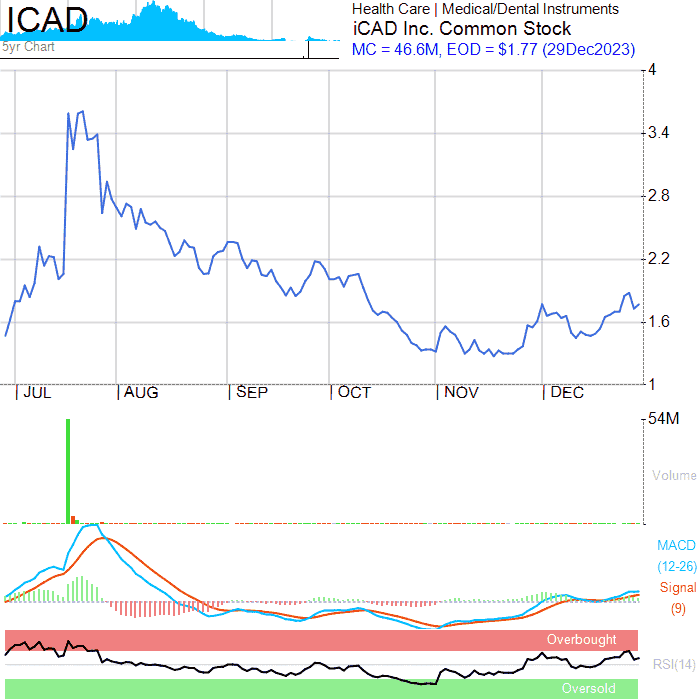 ICAD
5yr Chart
Health Care | Medical/Dental Instruments
iCAD Inc. Common Stock
MC = 46.6M, EOD = $1.77 (29Dec2023)
4
3.4
2.8
2.2
1.6
1
|JUL |AUG |SEP |OCT |NOV |DEC
54M
Volume
MACD
(12-26)
Signal
(9)
Overbought
RSI(14)
Oversold